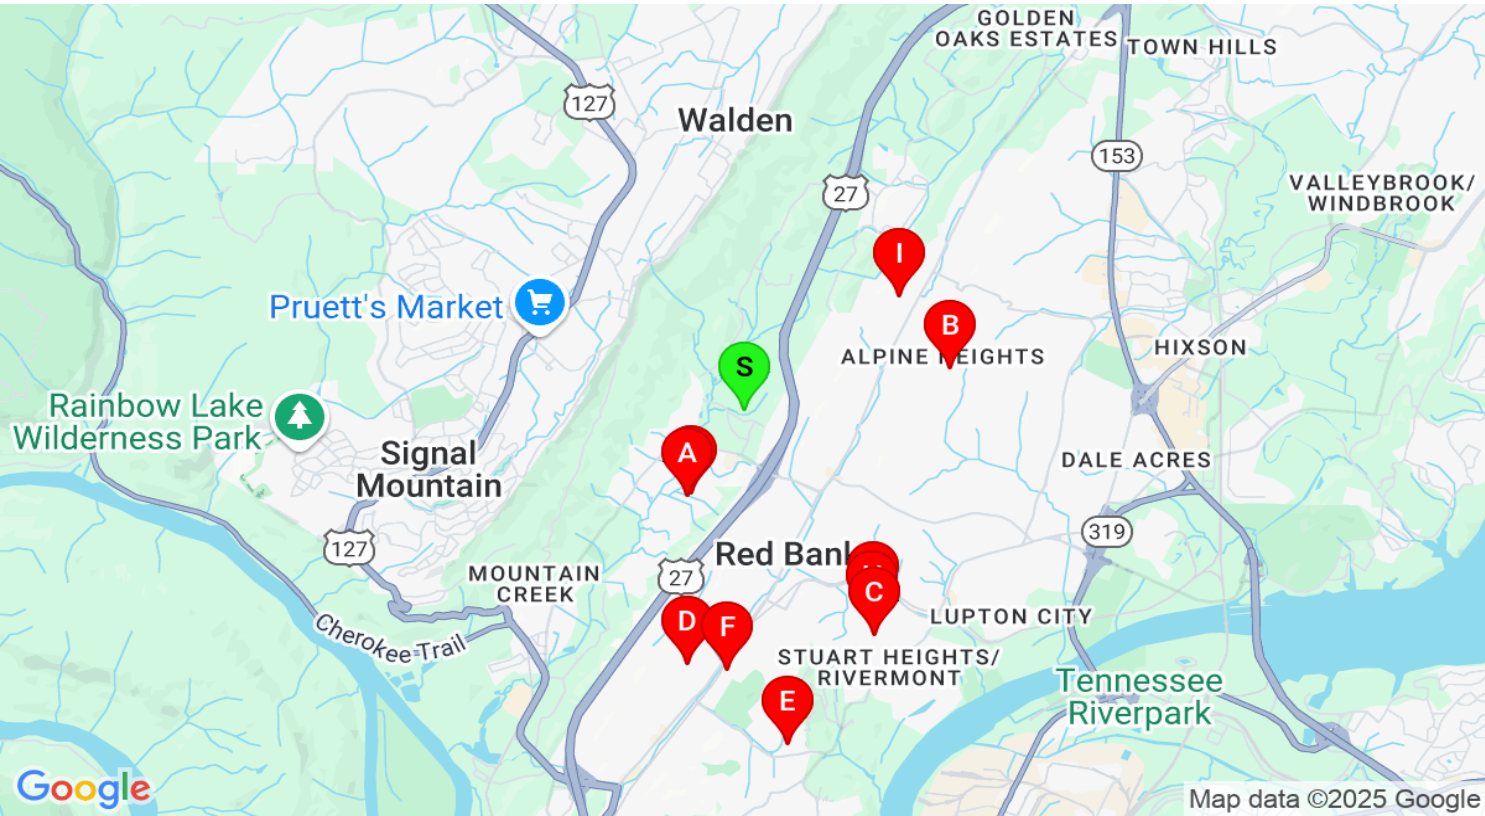 GOLDEN
OAKS ESTATES
TOWN HILLS
127
Walden
153
27
VALLEYBROOK/
WINDBROOK
I
Pruett's Market
B
HIXSON
ALPINE HEIGHTS
S
Rainbow Lake
Wilderness Park
Signal
Mountain
A
DALE ACRES
319
127
Red Bank
27
MOUNTAIN
CREEK
C
D
F
LUPTON CITY
Cherokee Trail
STUART HEIGHTS/
RIVERMONT
E
Tennessee
Riverpark
Google
Map data ©2025 Google